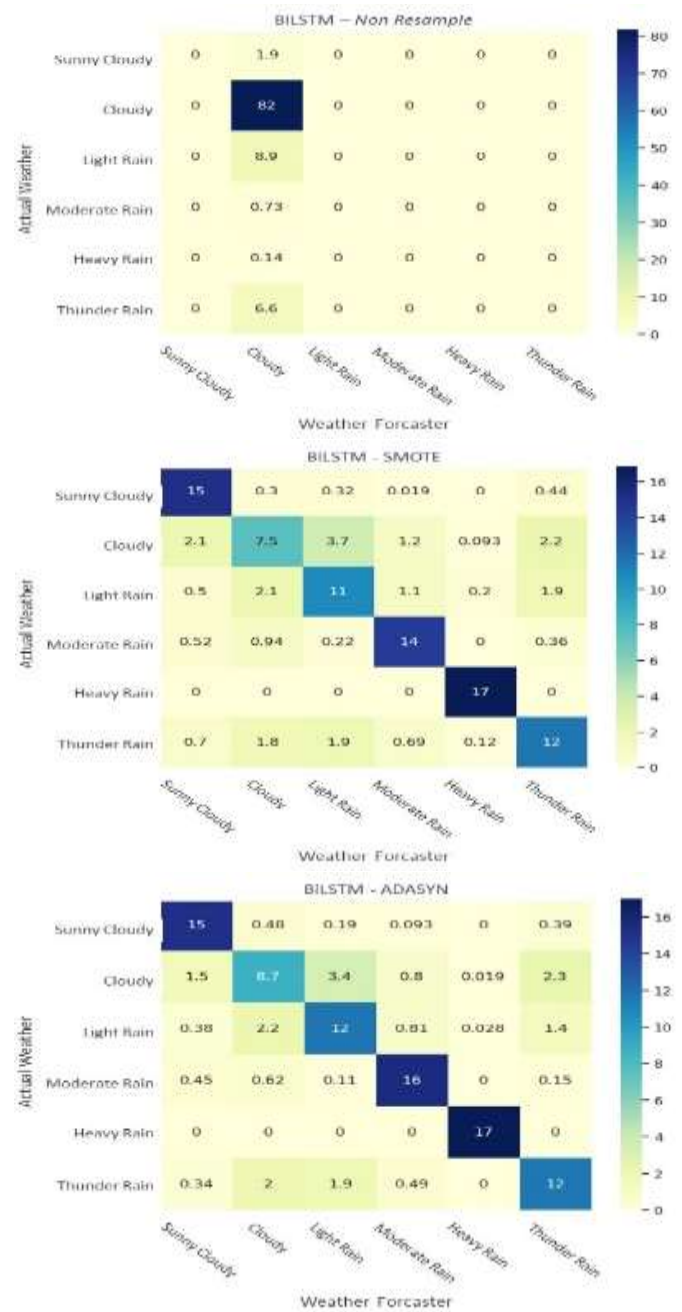 BILSTM – Non Resample
Sunny Cloudy 0 1.9 0 0 0 0
Cloudy 0 82 0 0 0 0
Light Rain 0 8.9 0 0 0 0
Moderate Rain 0 0.73 0 0 0 0
Heavy Rain 0 0.14 0 0 0 0
Thunder Rain 0 6.6 0 0 0 0
Actual Weather
80
70
60
50
40
30
20
10
0
Sunny Cloudy Cloudy Light Rain Moderate Rain Heavy Rain Thunder Rain
Weather Forcaster
BILSTM - SMOTE
Sunny Cloudy 15 0.3 0.32 0.019 0 0.44
Cloudy 2.1 7.5 3.7 1.2 0.093 2.2
Light Rain 0.5 2.1 11 1.1 0.2 1.9
Moderate Rain 0.52 0.94 0.22 14 0 0.36
Heavy Rain 0 0 0 0 17 0
Thunder Rain 0.7 1.8 1.9 0.69 0.12 12
Actual Weather
16
14
12
10
8
6
4
2
0
Sunny Cloudy Cloudy Light Rain Moderate Rain Heavy Rain Thunder Rain
Weather Forcaster
BILSTM - ADASYN
Sunny Cloudy 15 0.48 0.19 0.093 0 0.39
Cloudy 1.5 8.7 3.4 0.8 0.019 2.3
Light Rain 0.38 2.2 12 0.81 0.028 1.4
Moderate Rain 0.45 0.62 0.11 16 0 0.15
Heavy Rain 0 0 0 0 17 0
Thunder Rain 0.34 2 1.9 0.49 0 12
Actual Weather
16
14
12
10
8
6
4
2
0
Sunny Cloudy Cloudy Light Rain Moderate Rain Heavy Rain Thunder Rain
Weather Forcaster